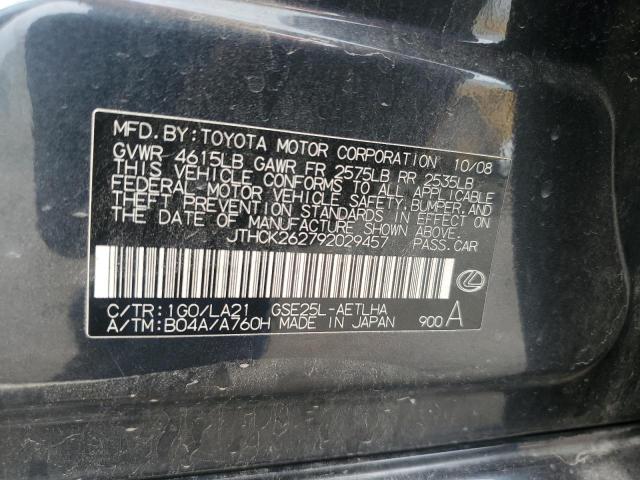 MFD. BY: TOYOTA MOTOR CORPORATION 10/08
GVWR 4615LB GAWR FR 2575LB RR 2535LB
THIS VEHICLE CONFORMS TO ALL APPLICABLE
FEDERAL MOTOR VEHICLE SAFETY, BUMPER, AND
THEFT PREVENTION STANDARDS IN EFFECT ON
THE DATE OF MANUFACTURE SHOWN ABOVE.
JTHCK262792029457 PASS. CAR
C/TR: 1G0/LA21 GSE25L-AETLHA
A/TM: B04A/A760H MADE IN JAPAN 900 A